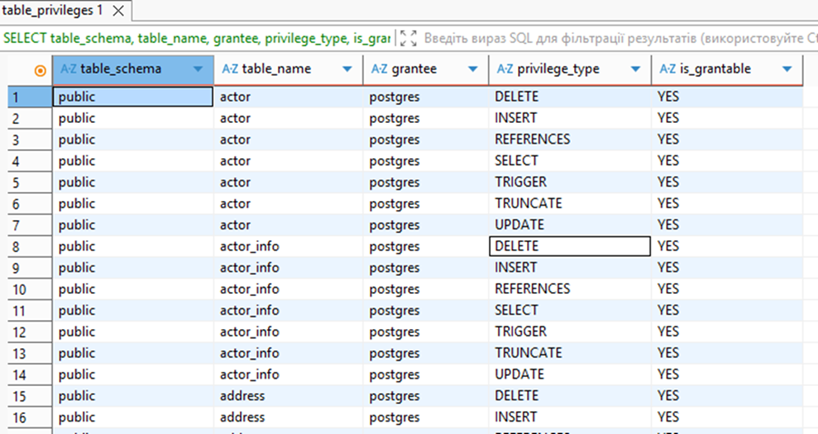 table_privileges 1
SELECT table_schema, table_name, grantee, privilege_type, is_gran Введіть вираз SQL для фільтрації результатів (використовуйте Ct
A-Z table_schema A-Z table_name A-Z grantee A-Z privilege_type A-Z is_grantable
1 public actor postgres DELETE YES
2 public actor postgres INSERT YES
3 public actor postgres REFERENCES YES
4 public actor postgres SELECT YES
5 public actor postgres TRIGGER YES
6 public actor postgres TRUNCATE YES
7 public actor postgres UPDATE YES
8 public actor_info postgres DELETE YES
9 public actor_info postgres INSERT YES
10 public actor_info postgres REFERENCES YES
11 public actor_info postgres SELECT YES
12 public actor_info postgres TRIGGER YES
13 public actor_info postgres TRUNCATE YES
14 public actor_info postgres UPDATE YES
15 public address postgres DELETE YES
16 public address postgres INSERT YES